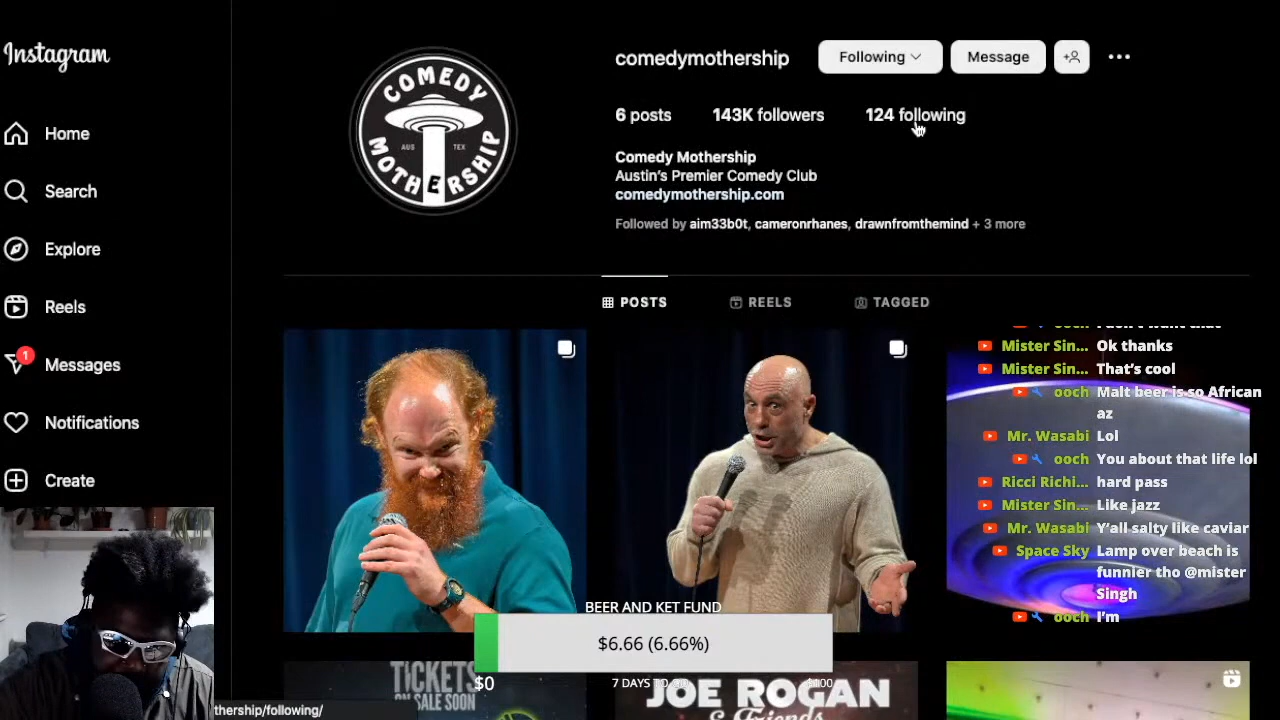 Instagram
Home
Search
Explore
Reels
1
Messages
Notifications
Create
COMEDY
AUS TEX
MOTHERSHIP
comedymothership
Following
Message
6 posts
143K followers
124 following
Comedy Mothership
Austin's Premier Comedy Club
comedymothership.com
Followed by aim33b0t, cameronrhanes, drawnfromthemind + 3 more
POSTS
REELS
TAGGED
Mister Sin... Ok thanks
Mister Sin... That's cool
ooch Malt beer is so African
az
Mr. Wasabi Lol
ooch You about that life lol
Ricci Richi... hard pass
Mister Sin... Like jazz
Mr. Wasabi Y'all salty like caviar
Space Sky Lamp over beach is
funnier tho @mister
Singh
ooch I'm
BEER AND KET FUND
$6.66 (6.66%)
$0
7 DAYS TO
$100
TICKETS
ON SALE SOON
JOE ROGAN
& Friends
thership/following/